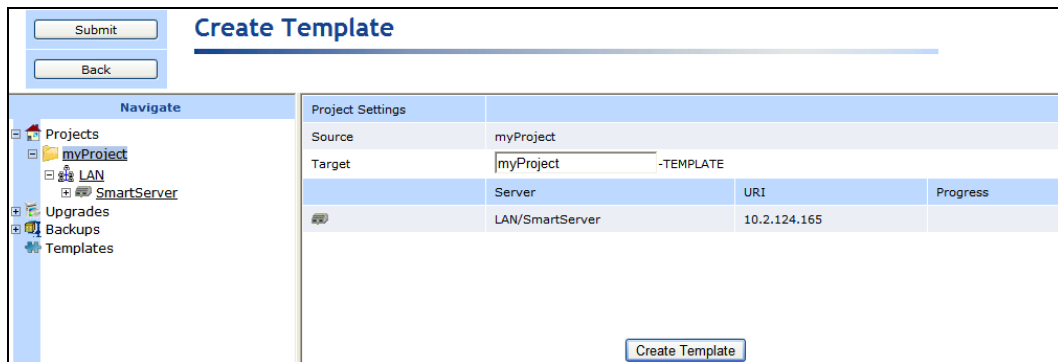 Submit
Create Template
Back
Navigate
Projects
myProject
LAN
SmartServer
Upgrades
Backups
Templates
Project Settings
Source myProject
Target myProject -TEMPLATE
Server URI Progress
LAN/SmartServer 10.2.124.165
Create Template